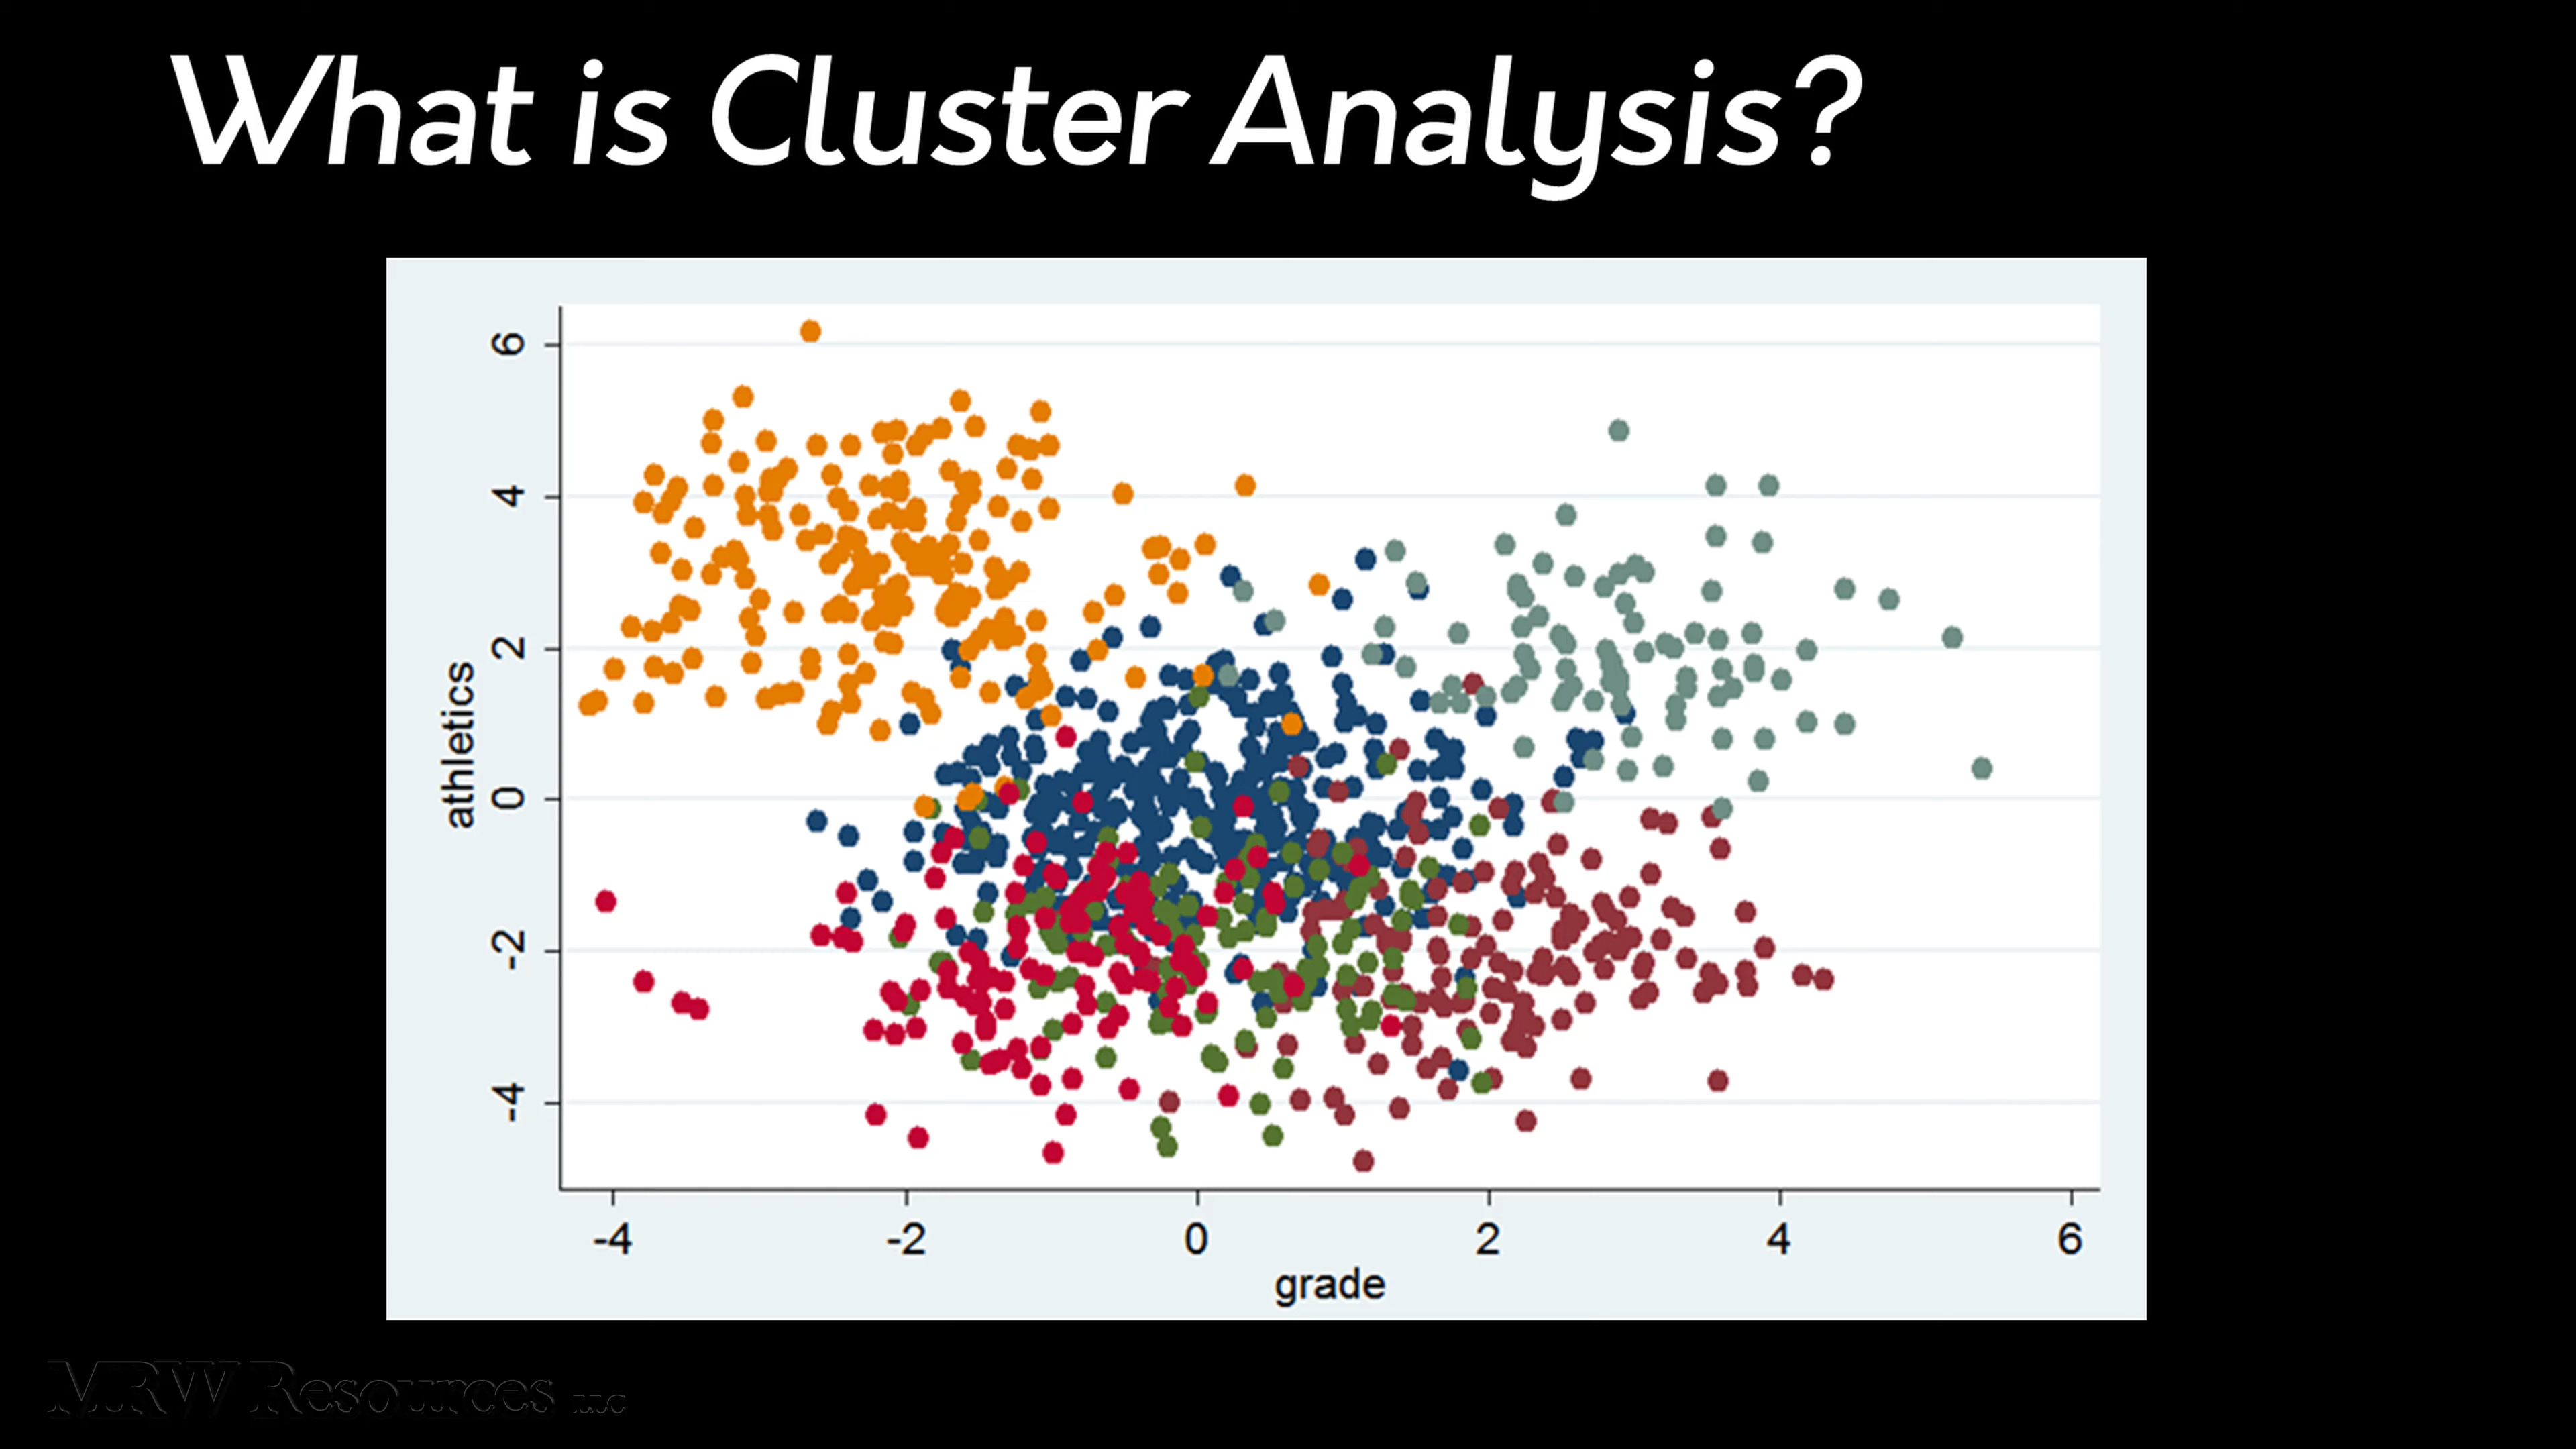 What is Cluster Analysis?
6
4
2
0
-2
-4
athletics
-4 -2 0 2 4 6
grade
MRW Resources LLC